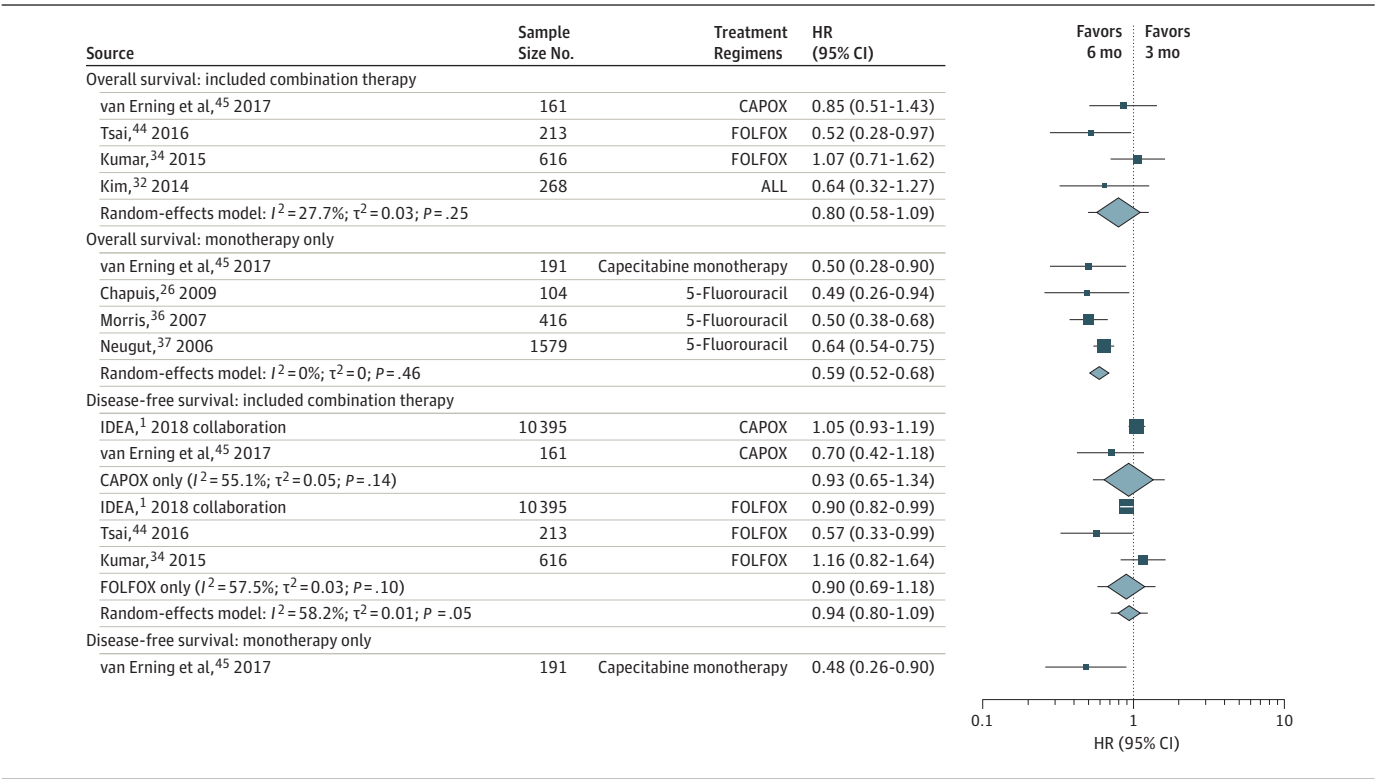 Source Sample Size No. Treatment Regimens HR (95% CI) Favors 6 mo Favors 3 mo
Overall survival: included combination therapy
van Erning et al,45 2017 161 CAPOX 0.85 (0.51-1.43)
Tsai,44 2016 213 FOLFOX 0.52 (0.28-0.97)
Kumar,34 2015 616 FOLFOX 1.07 (0.71-1.62)
Kim,32 2014 268 ALL 0.64 (0.32-1.27)
Random-effects model: I2=27.7%; τ2=0.03; P=.25 0.80 (0.58-1.09)
Overall survival: monotherapy only
van Erning et al,45 2017 191 Capecitabine monotherapy 0.50 (0.28-0.90)
Chapuis,26 2009 104 5-Fluorouracil 0.49 (0.26-0.94)
Morris,36 2007 416 5-Fluorouracil 0.50 (0.38-0.68)
Neugut,37 2006 1579 5-Fluorouracil 0.64 (0.54-0.75)
Random-effects model: I2=0%; τ2=0; P=.46 0.59 (0.52-0.68)
Disease-free survival: included combination therapy
IDEA,1 2018 collaboration 10395 CAPOX 1.05 (0.93-1.19)
van Erning et al,45 2017 161 CAPOX 0.70 (0.42-1.18)
CAPOX only (I2=55.1%; τ2=0.05; P=.14) 0.93 (0.65-1.34)
IDEA,1 2018 collaboration 10395 FOLFOX 0.90 (0.82-0.99)
Tsai,44 2016 213 FOLFOX 0.57 (0.33-0.99)
Kumar,34 2015 616 FOLFOX 1.16 (0.82-1.64)
FOLFOX only (I2=57.5%; τ2=0.03; P=.10) 0.90 (0.69-1.18)
Random-effects model: I2=58.2%; τ2=0.01; P =.05 0.94 (0.80-1.09)
Disease-free survival: monotherapy only
van Erning et al,45 2017 191 Capecitabine monotherapy 0.48 (0.26-0.90)
0.1 1 10
HR (95% CI)